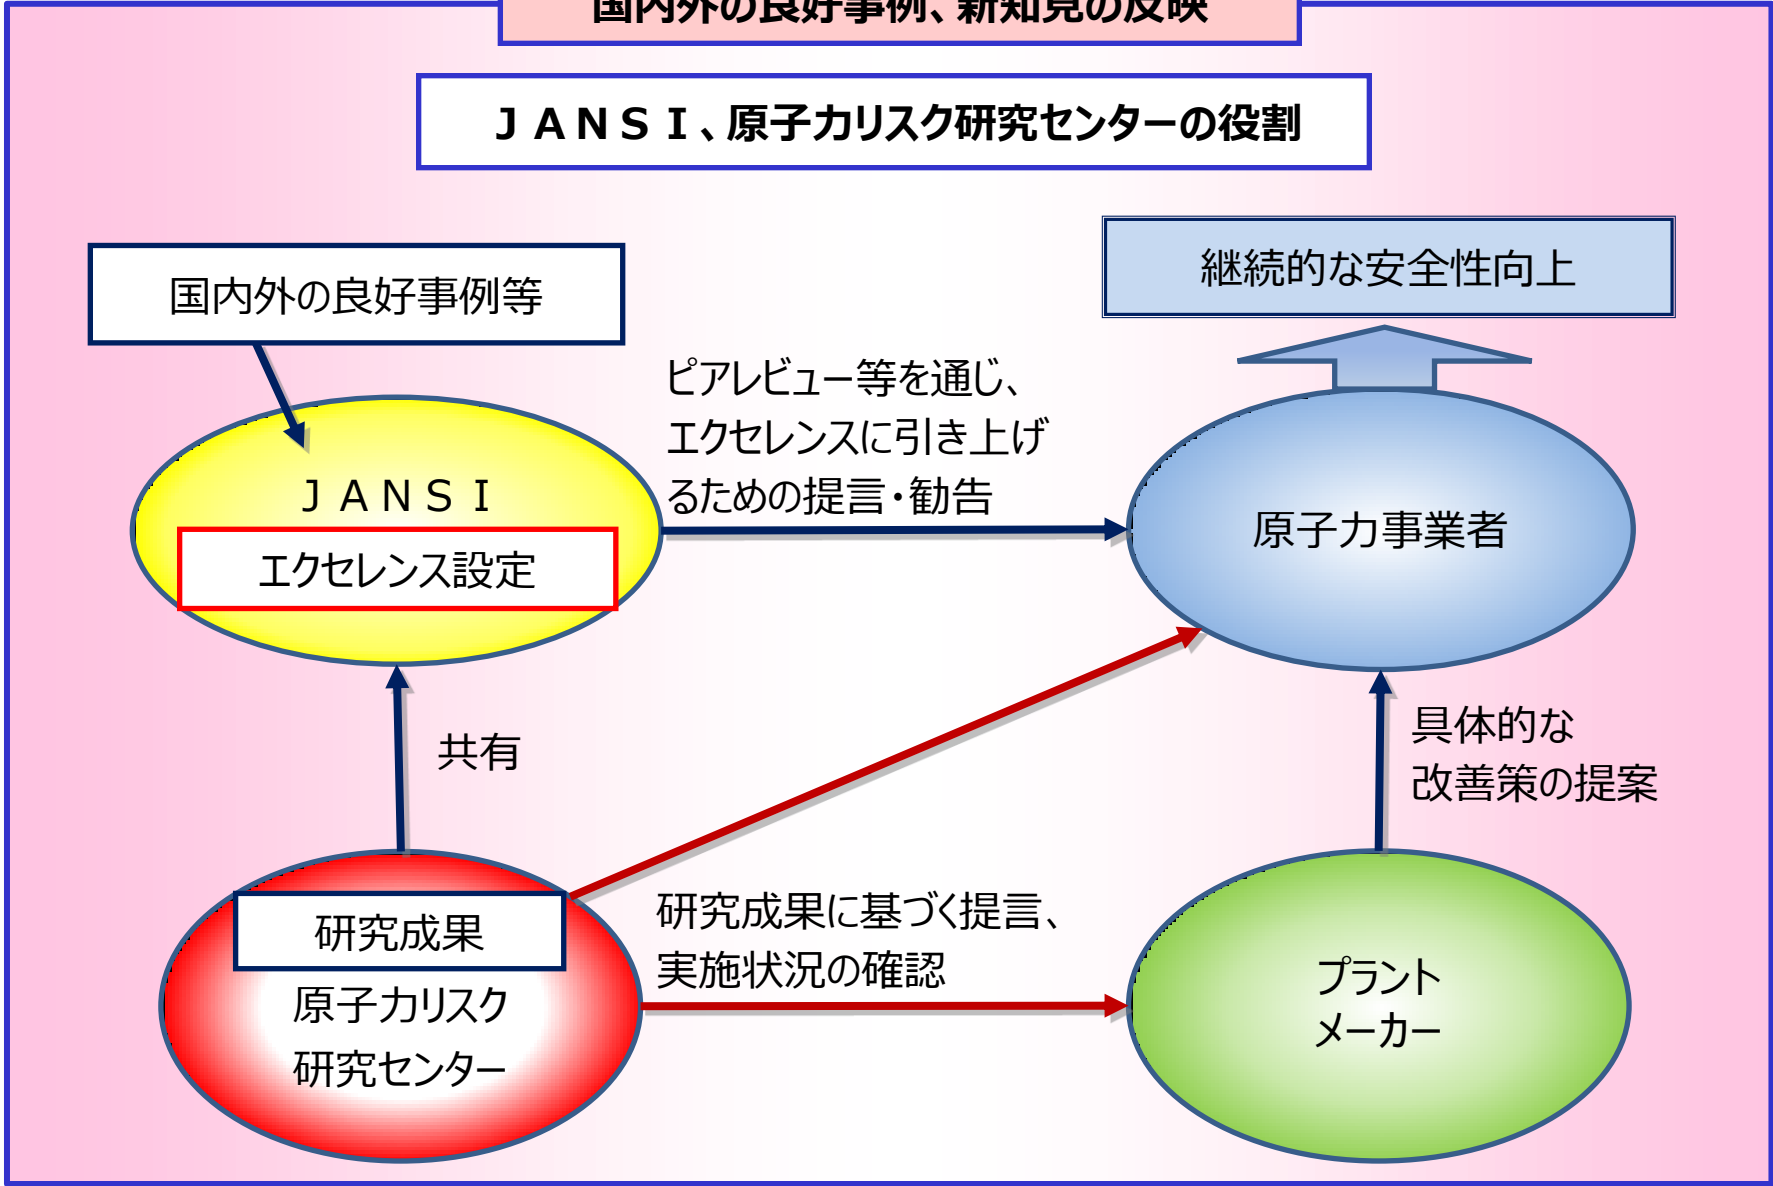 国内外の良好事例、新知見の反映
ＪＡＮＳＩ、原子力リスク研究センターの役割
国内外の良好事例等
継続的な安全性向上
ピアレビュー等を通じ、
エクセレンスに引き上げ
るための提言・勧告
ＪＡＮＳＩ
エクセレンス設定
原子力事業者
共有
具体的な
改善策の提案
研究成果
原子力リスク
研究センター
研究成果に基づく提言、
実施状況の確認
プラント
メーカー